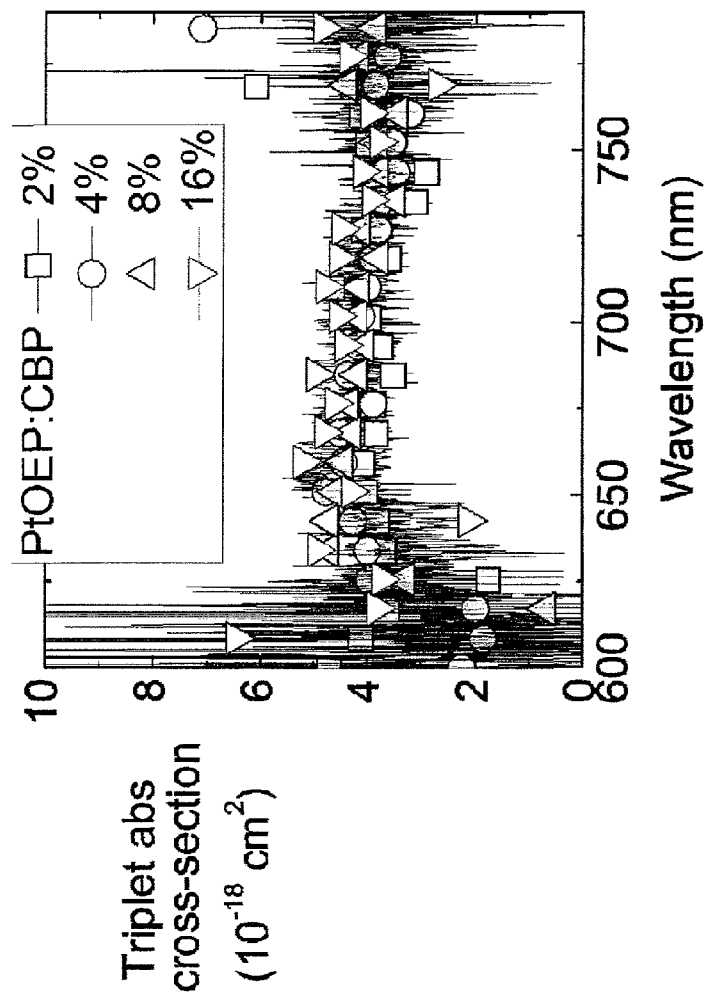 PtOEP:CBP
2%
4%
8%
16%
Triplet abs
cross-section
(10⁻¹⁸ cm²)
10
8
6
4
2
0
600
650
700
750
Wavelength (nm)